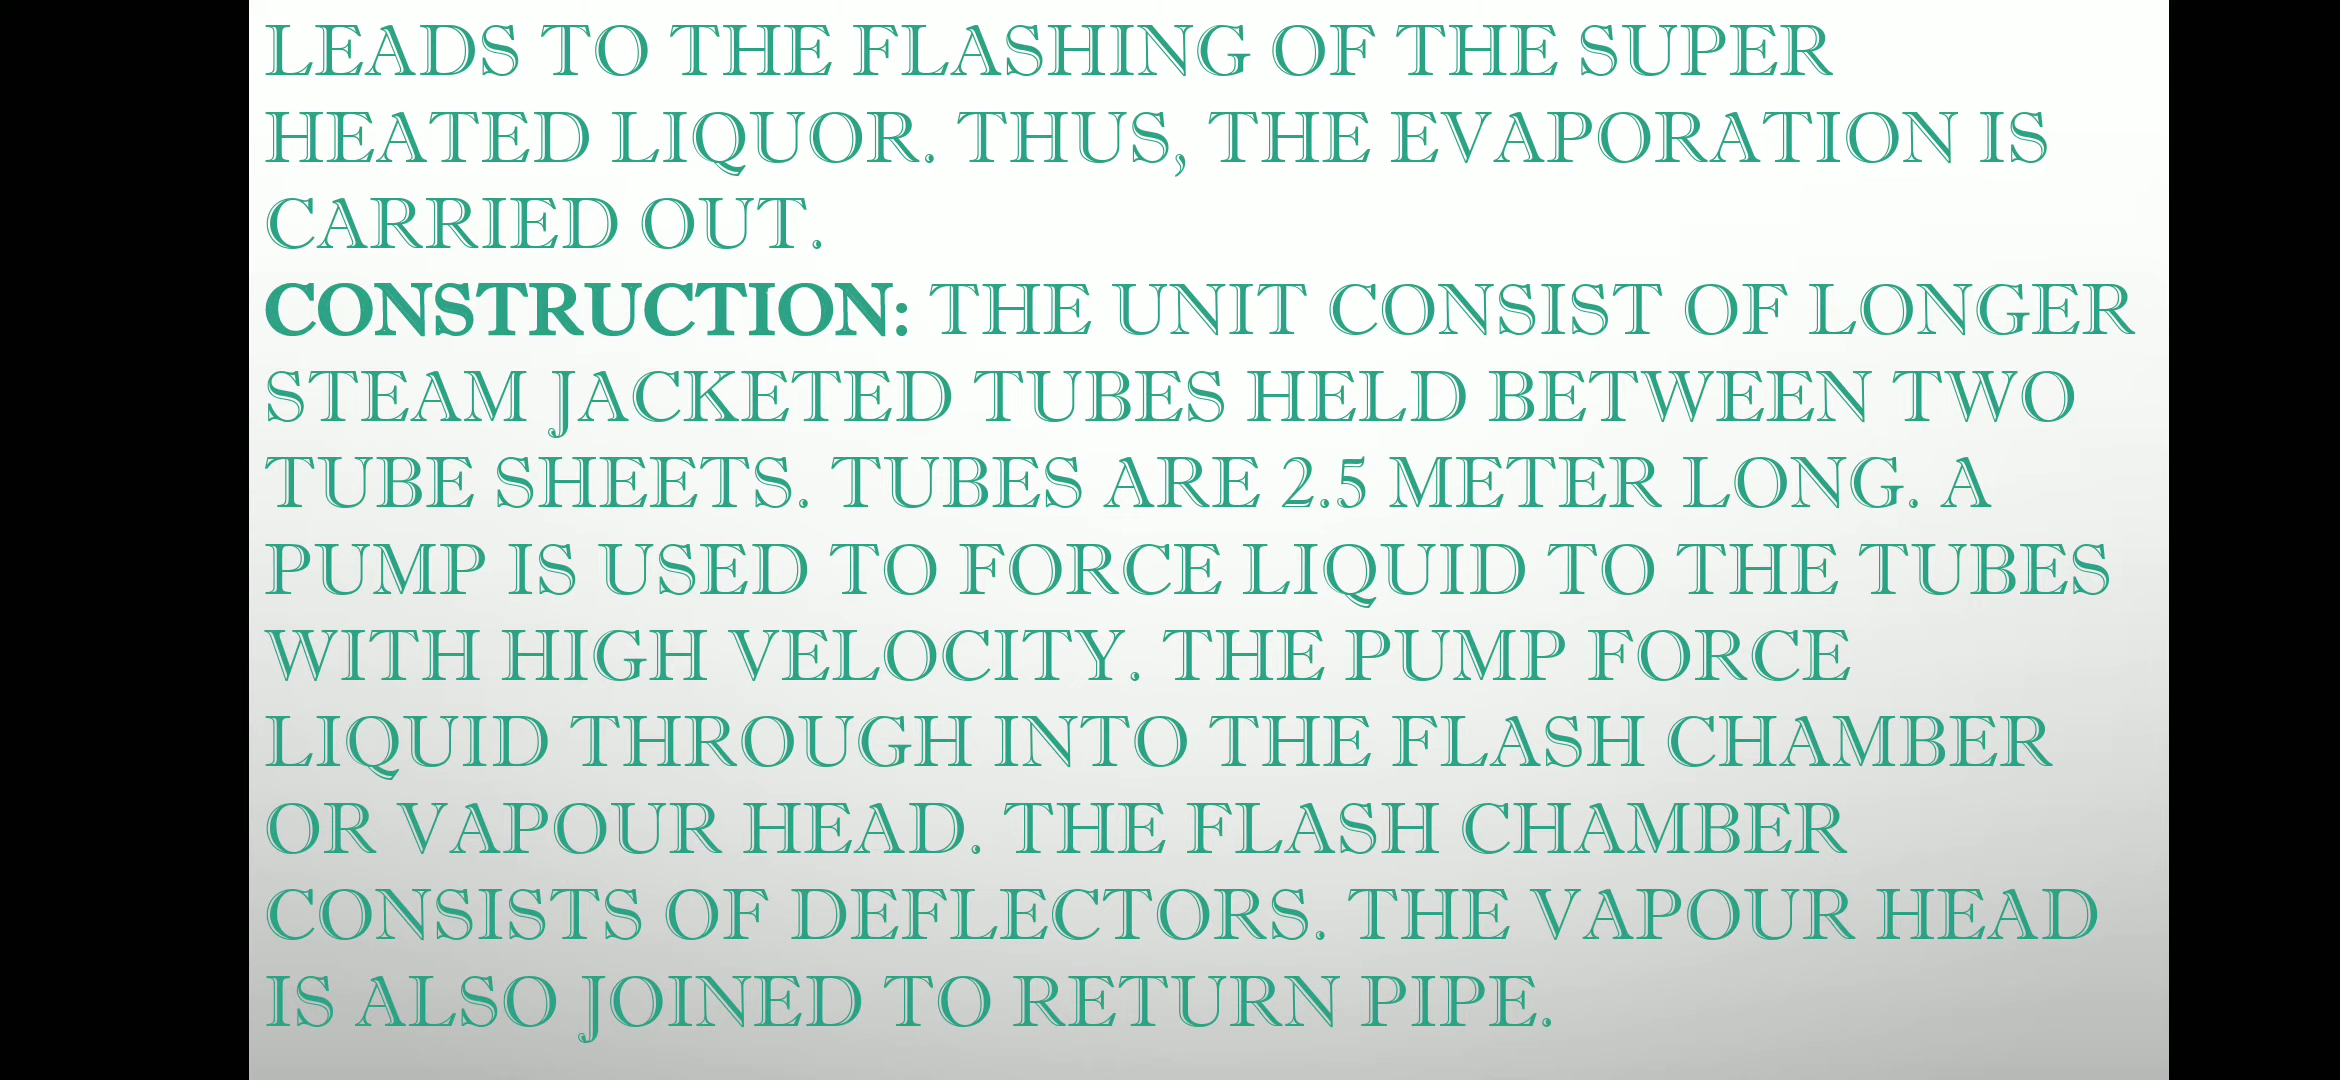 LEADS TO THE FLASHING OF THE SUPER
HEATED LIQUOR. THUS, THE EVAPORATION IS
CARRIED OUT.
CONSTRUCTION: THE UNIT CONSIST OF LONGER
STEAM JACKETED TUBES HELD BETWEEN TWO
TUBE SHEETS. TUBES ARE 2.5 METER LONG. A
PUMP IS USED TO FORCE LIQUID TO THE TUBES
WITH HIGH VELOCITY. THE PUMP FORCE
LIQUID THROUGH INTO THE FLASH CHAMBER
OR VAPOUR HEAD. THE FLASH CHAMBER
CONSISTS OF DEFLECTORS. THE VAPOUR HEAD
IS ALSO JOINED TO RETURN PIPE.